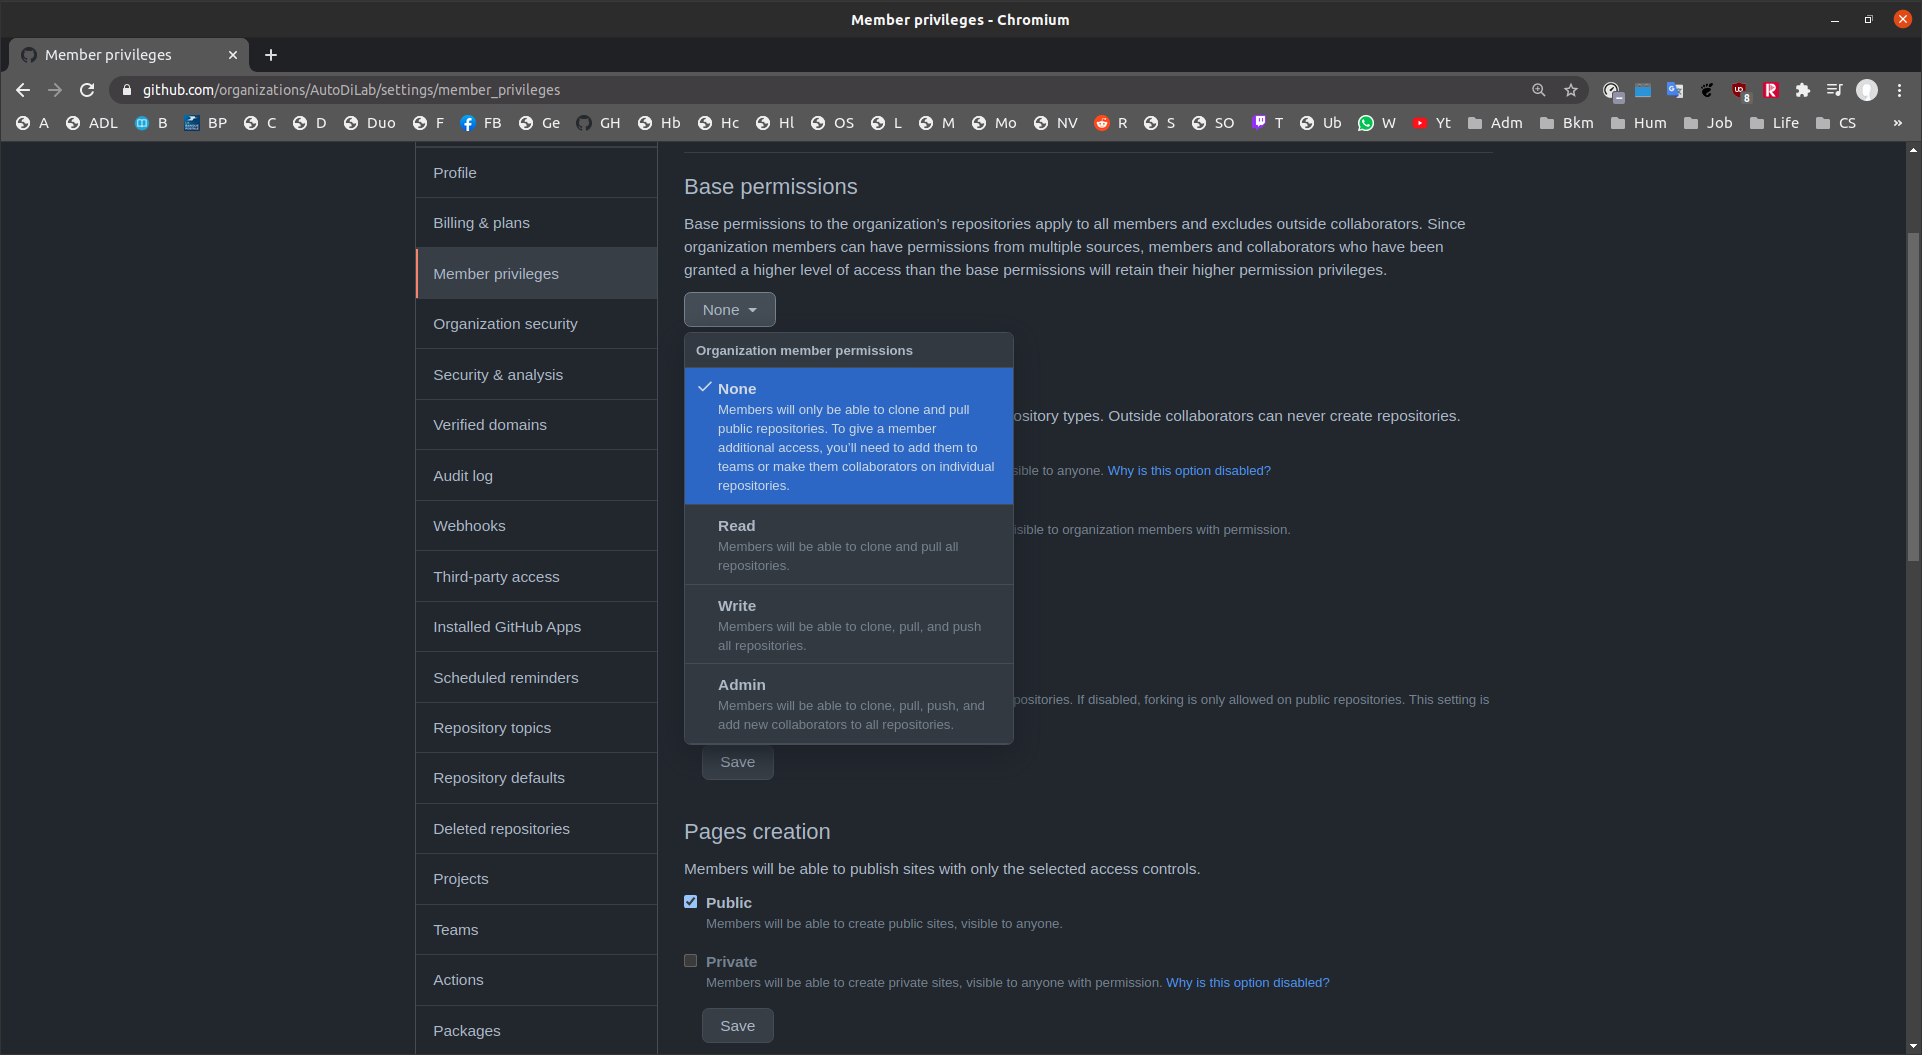 Member privileges - Chromium
Member privileges
github.com/organizations/AutoDiLab/settings/member_privileges
8
A ADL B BP C D Duo F FB Ge GH Hb Hc Hl OS L M Mo NV R S SO T Ub W Yt Adm Bkm Hum Job Life CS »
Profile
Billing & plans
Member privileges
Organization security
Security & analysis
Verified domains
Audit log
Webhooks
Third-party access
Installed GitHub Apps
Scheduled reminders
Repository topics
Repository defaults
Deleted repositories
Projects
Teams
Actions
Packages
Base permissions
Base permissions to the organization's repositories apply to all members and excludes outside collaborators. Since
organization members can have permissions from multiple sources, members and collaborators who have been
granted a higher level of access than the base permissions will retain their higher permission privileges.
None
Organization member permissions
None
Members will only be able to clone and pull
public repositories. To give a member
additional access, you'll need to add them to
teams or make them collaborators on individual
repositories.
Read
Members will be able to clone and pull all
repositories.
Write
Members will be able to clone, pull, and push
all repositories.
Admin
Members will be able to clone, pull, push, and
add new collaborators to all repositories.
ository types. Outside collaborators can never create repositories.
sible to anyone. Why is this option disabled?
isible to organization members with permission.
positories. If disabled, forking is only allowed on public repositories. This setting is
Save
Pages creation
Members will be able to publish sites with only the selected access controls.
Public
Members will be able to create public sites, visible to anyone.
Private
Members will be able to create private sites, visible to anyone with permission. Why is this option disabled?
Save